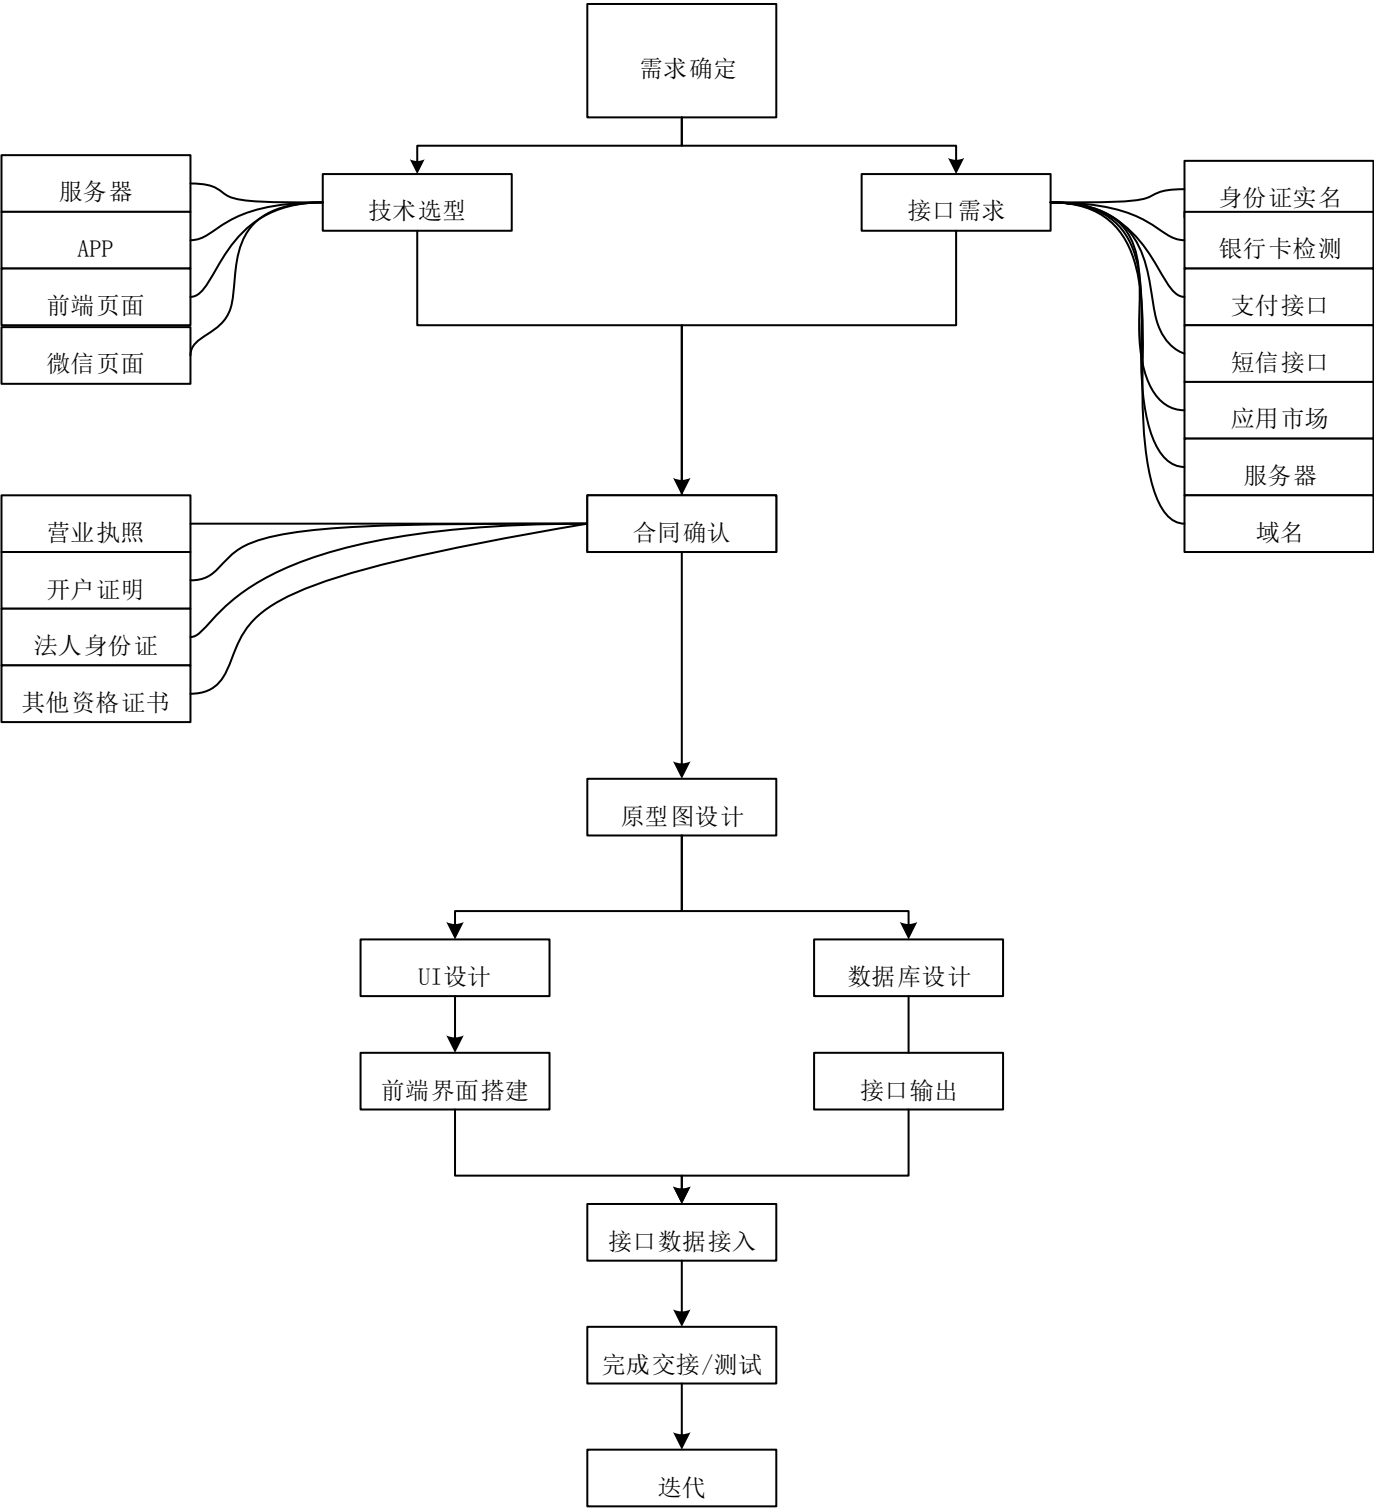 需求确定
技术选型
接口需求
服务器
APP
前端页面
微信页面
身份证实名
银行卡检测
支付接口
短信接口
应用市场
服务器
域名
合同确认
营业执照
开户证明
法人身份证
其他资格证书
原型图设计
UI设计
数据库设计
前端界面搭建
接口输出
接口数据接入
完成交接/测试
迭代